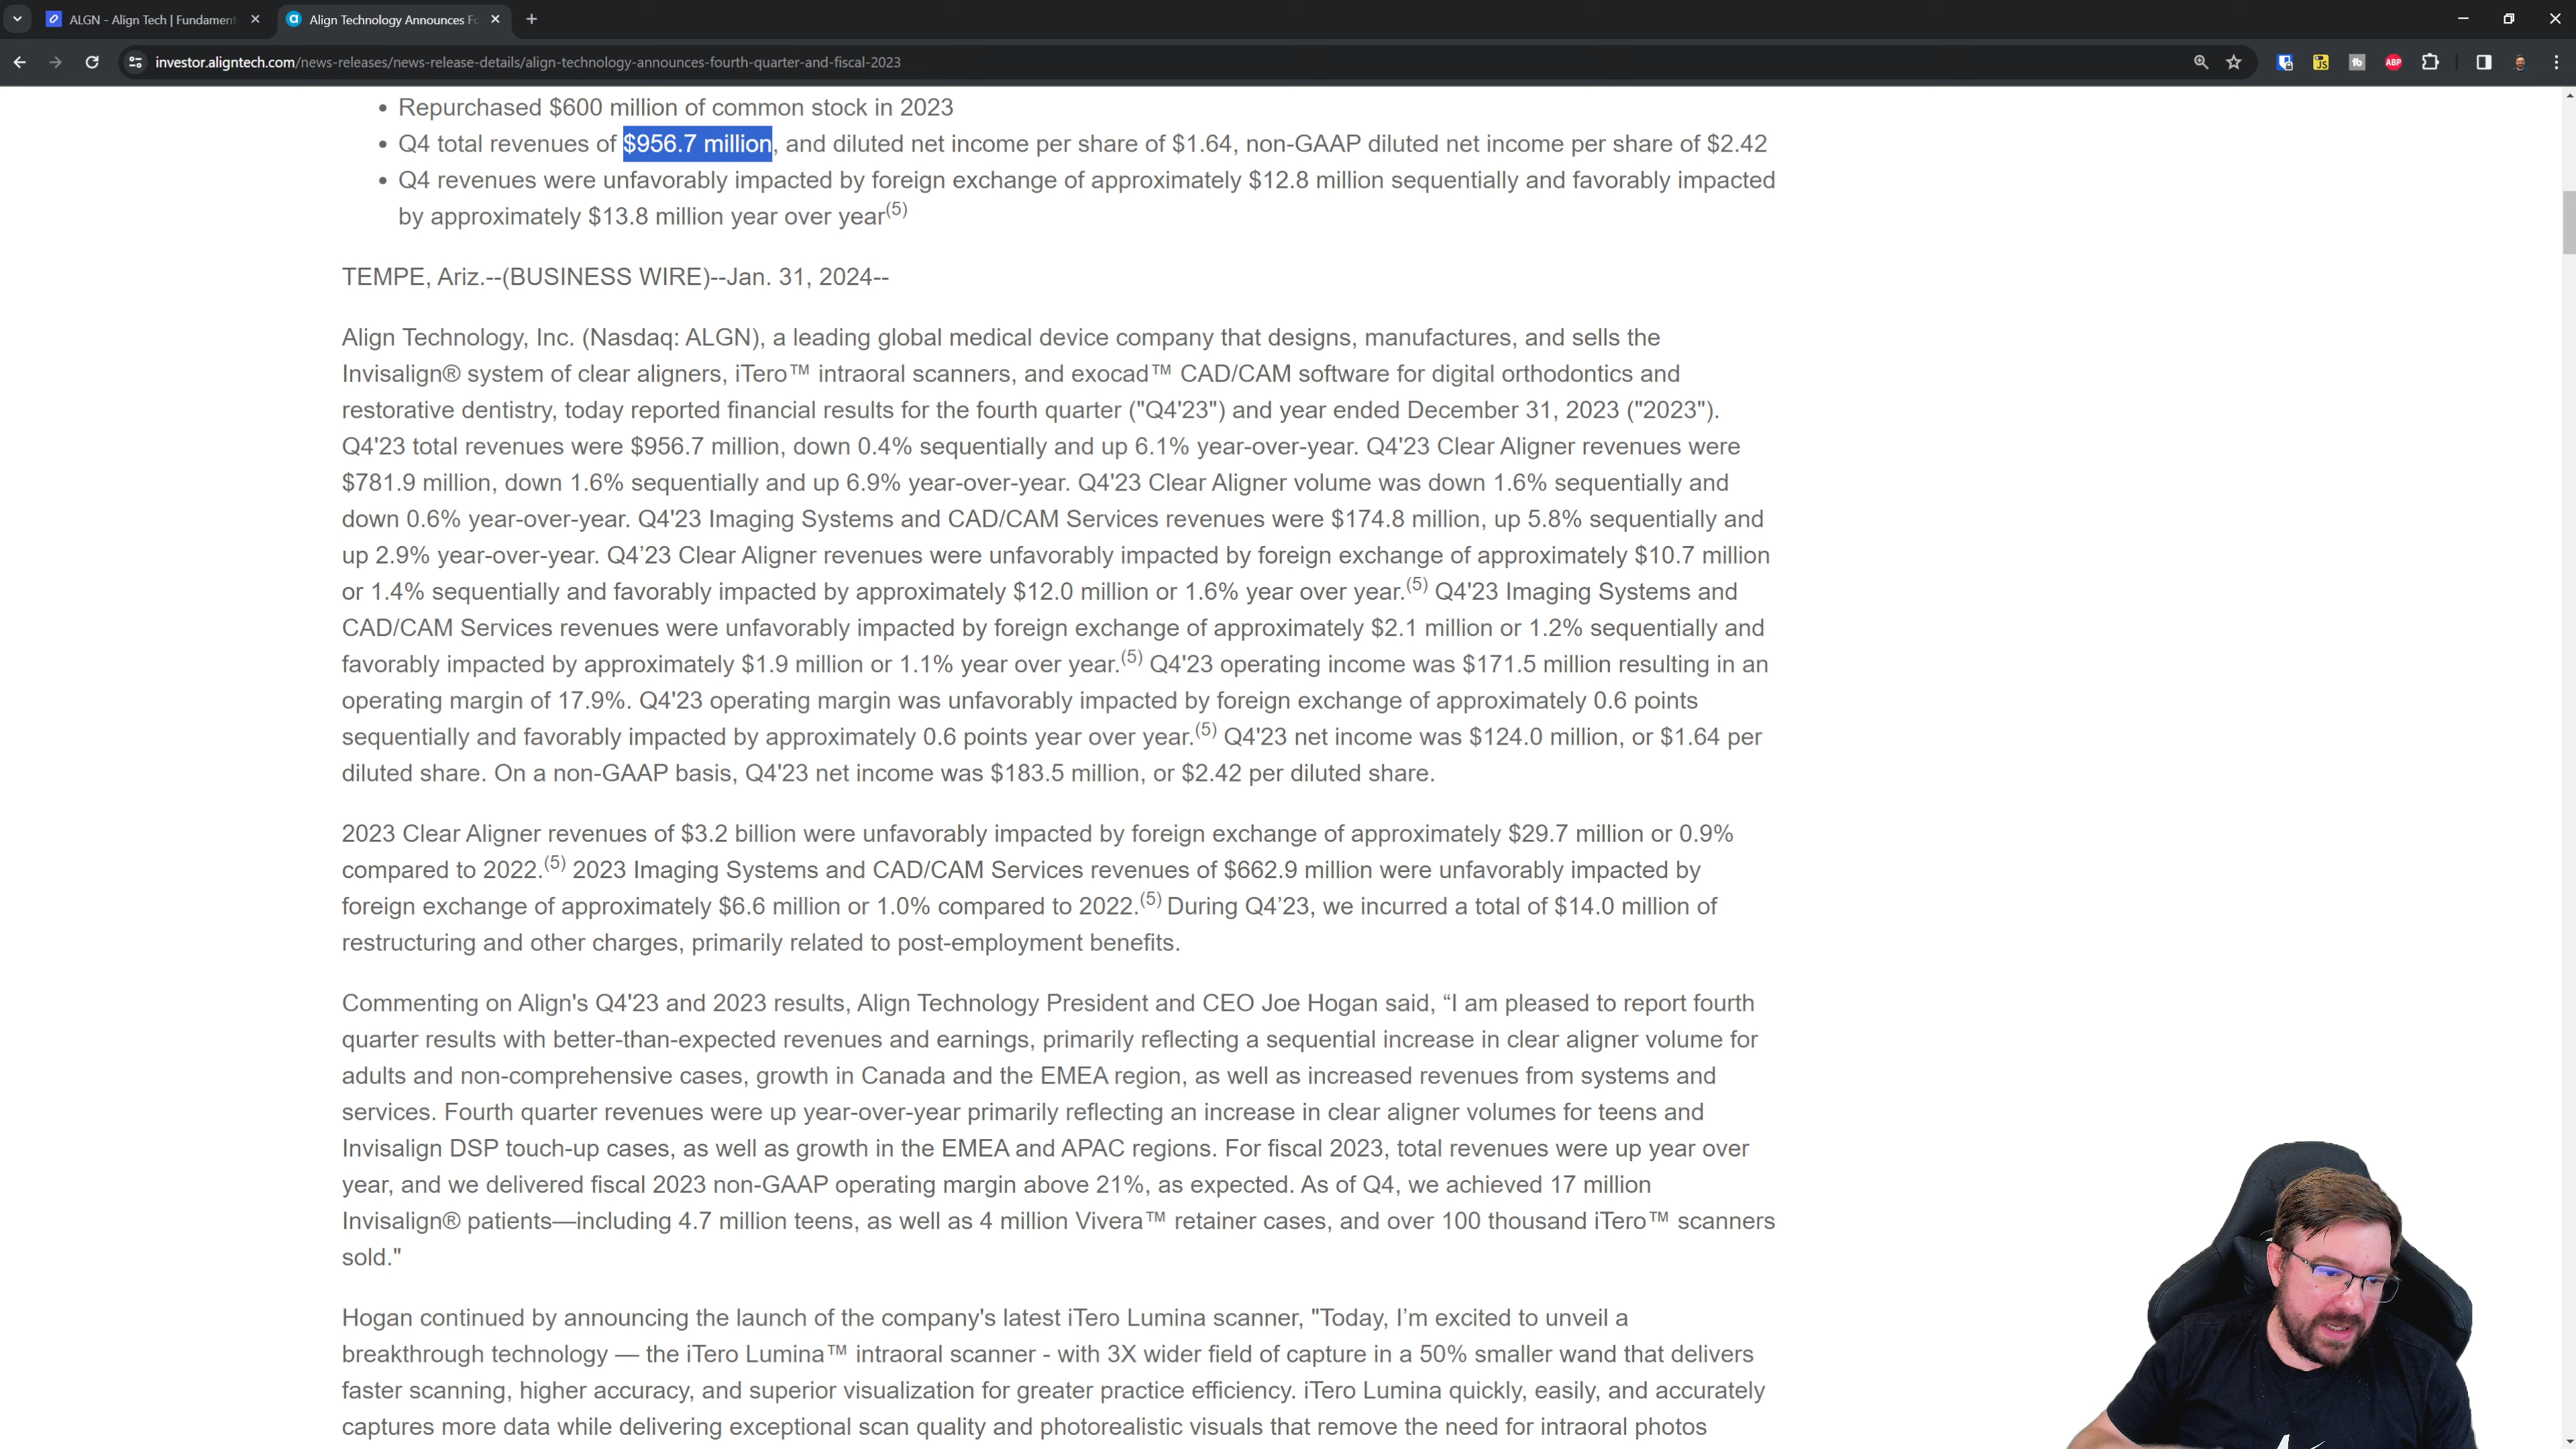 ALGN - Align Tech | Fundament
Align Technology Announces Fo
investor.aligntech.com/news-releases/news-release-details/align-technology-announces-fourth-quarter-and-fiscal-2023
JS
tb
ABP
• Repurchased $600 million of common stock in 2023
• Q4 total revenues of $956.7 million, and diluted net income per share of $1.64, non-GAAP diluted net income per share of $2.42
• Q4 revenues were unfavorably impacted by foreign exchange of approximately $12.8 million sequentially and favorably impacted
by approximately $13.8 million year over year(5)
TEMPE, Ariz.--(BUSINESS WIRE)--Jan. 31, 2024--
Align Technology, Inc. (Nasdaq: ALGN), a leading global medical device company that designs, manufactures, and sells the
Invisalign® system of clear aligners, iTero™ intraoral scanners, and exocad™ CAD/CAM software for digital orthodontics and
restorative dentistry, today reported financial results for the fourth quarter ("Q4'23") and year ended December 31, 2023 ("2023").
Q4'23 total revenues were $956.7 million, down 0.4% sequentially and up 6.1% year-over-year. Q4'23 Clear Aligner revenues were
$781.9 million, down 1.6% sequentially and up 6.9% year-over-year. Q4'23 Clear Aligner volume was down 1.6% sequentially and
down 0.6% year-over-year. Q4'23 Imaging Systems and CAD/CAM Services revenues were $174.8 million, up 5.8% sequentially and
up 2.9% year-over-year. Q4’23 Clear Aligner revenues were unfavorably impacted by foreign exchange of approximately $10.7 million
or 1.4% sequentially and favorably impacted by approximately $12.0 million or 1.6% year over year.(5) Q4'23 Imaging Systems and
CAD/CAM Services revenues were unfavorably impacted by foreign exchange of approximately $2.1 million or 1.2% sequentially and
favorably impacted by approximately $1.9 million or 1.1% year over year.(5) Q4'23 operating income was $171.5 million resulting in an
operating margin of 17.9%. Q4'23 operating margin was unfavorably impacted by foreign exchange of approximately 0.6 points
sequentially and favorably impacted by approximately 0.6 points year over year.(5) Q4'23 net income was $124.0 million, or $1.64 per
diluted share. On a non-GAAP basis, Q4'23 net income was $183.5 million, or $2.42 per diluted share.
2023 Clear Aligner revenues of $3.2 billion were unfavorably impacted by foreign exchange of approximately $29.7 million or 0.9%
compared to 2022.(5) 2023 Imaging Systems and CAD/CAM Services revenues of $662.9 million were unfavorably impacted by
foreign exchange of approximately $6.6 million or 1.0% compared to 2022.(5) During Q4’23, we incurred a total of $14.0 million of
restructuring and other charges, primarily related to post-employment benefits.
Commenting on Align's Q4'23 and 2023 results, Align Technology President and CEO Joe Hogan said, “I am pleased to report fourth
quarter results with better-than-expected revenues and earnings, primarily reflecting a sequential increase in clear aligner volume for
adults and non-comprehensive cases, growth in Canada and the EMEA region, as well as increased revenues from systems and
services. Fourth quarter revenues were up year-over-year primarily reflecting an increase in clear aligner volumes for teens and
Invisalign DSP touch-up cases, as well as growth in the EMEA and APAC regions. For fiscal 2023, total revenues were up year over
year, and we delivered fiscal 2023 non-GAAP operating margin above 21%, as expected. As of Q4, we achieved 17 million
Invisalign® patients—including 4.7 million teens, as well as 4 million Vivera™ retainer cases, and over 100 thousand iTero™ scanners
sold."
Hogan continued by announcing the launch of the company's latest iTero Lumina scanner, "Today, I’m excited to unveil a
breakthrough technology — the iTero Lumina™ intraoral scanner - with 3X wider field of capture in a 50% smaller wand that delivers
faster scanning, higher accuracy, and superior visualization for greater practice efficiency. iTero Lumina quickly, easily, and accurately
captures more data while delivering exceptional scan quality and photorealistic visuals that remove the need for intraoral photos